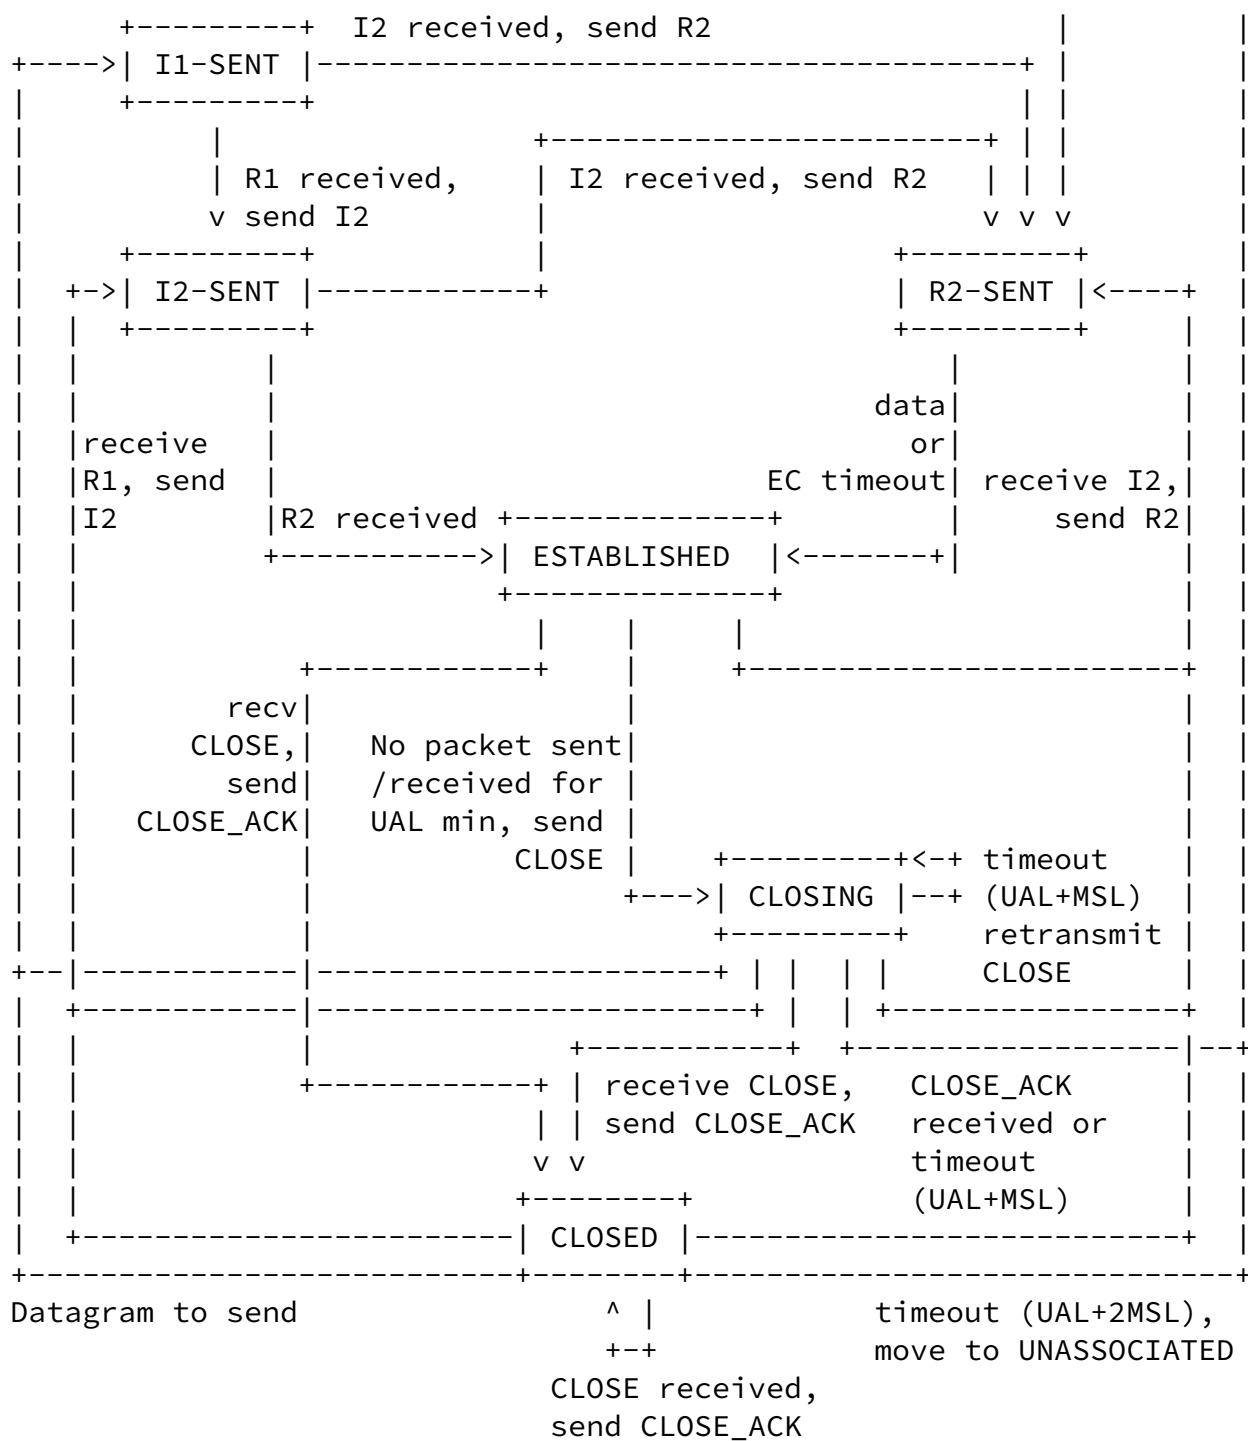 I2 received, send R2
I1-SENT
R1 received, I2 received, send R2
send I2
I2-SENT R2-SENT
data
receive or
R1, send EC timeout receive I2,
I2 R2 received send R2
ESTABLISHED
recv
CLOSE, No packet sent
send /received for
CLOSE_ACK UAL min, send
CLOSE timeout
CLOSING (UAL+MSL)
retransmit
CLOSE
receive CLOSE, CLOSE_ACK
send CLOSE_ACK received or
timeout
(UAL+MSL)
CLOSED
Datagram to send timeout (UAL+2MSL),
move to UNASSOCIATED
CLOSE received,
send CLOSE_ACK